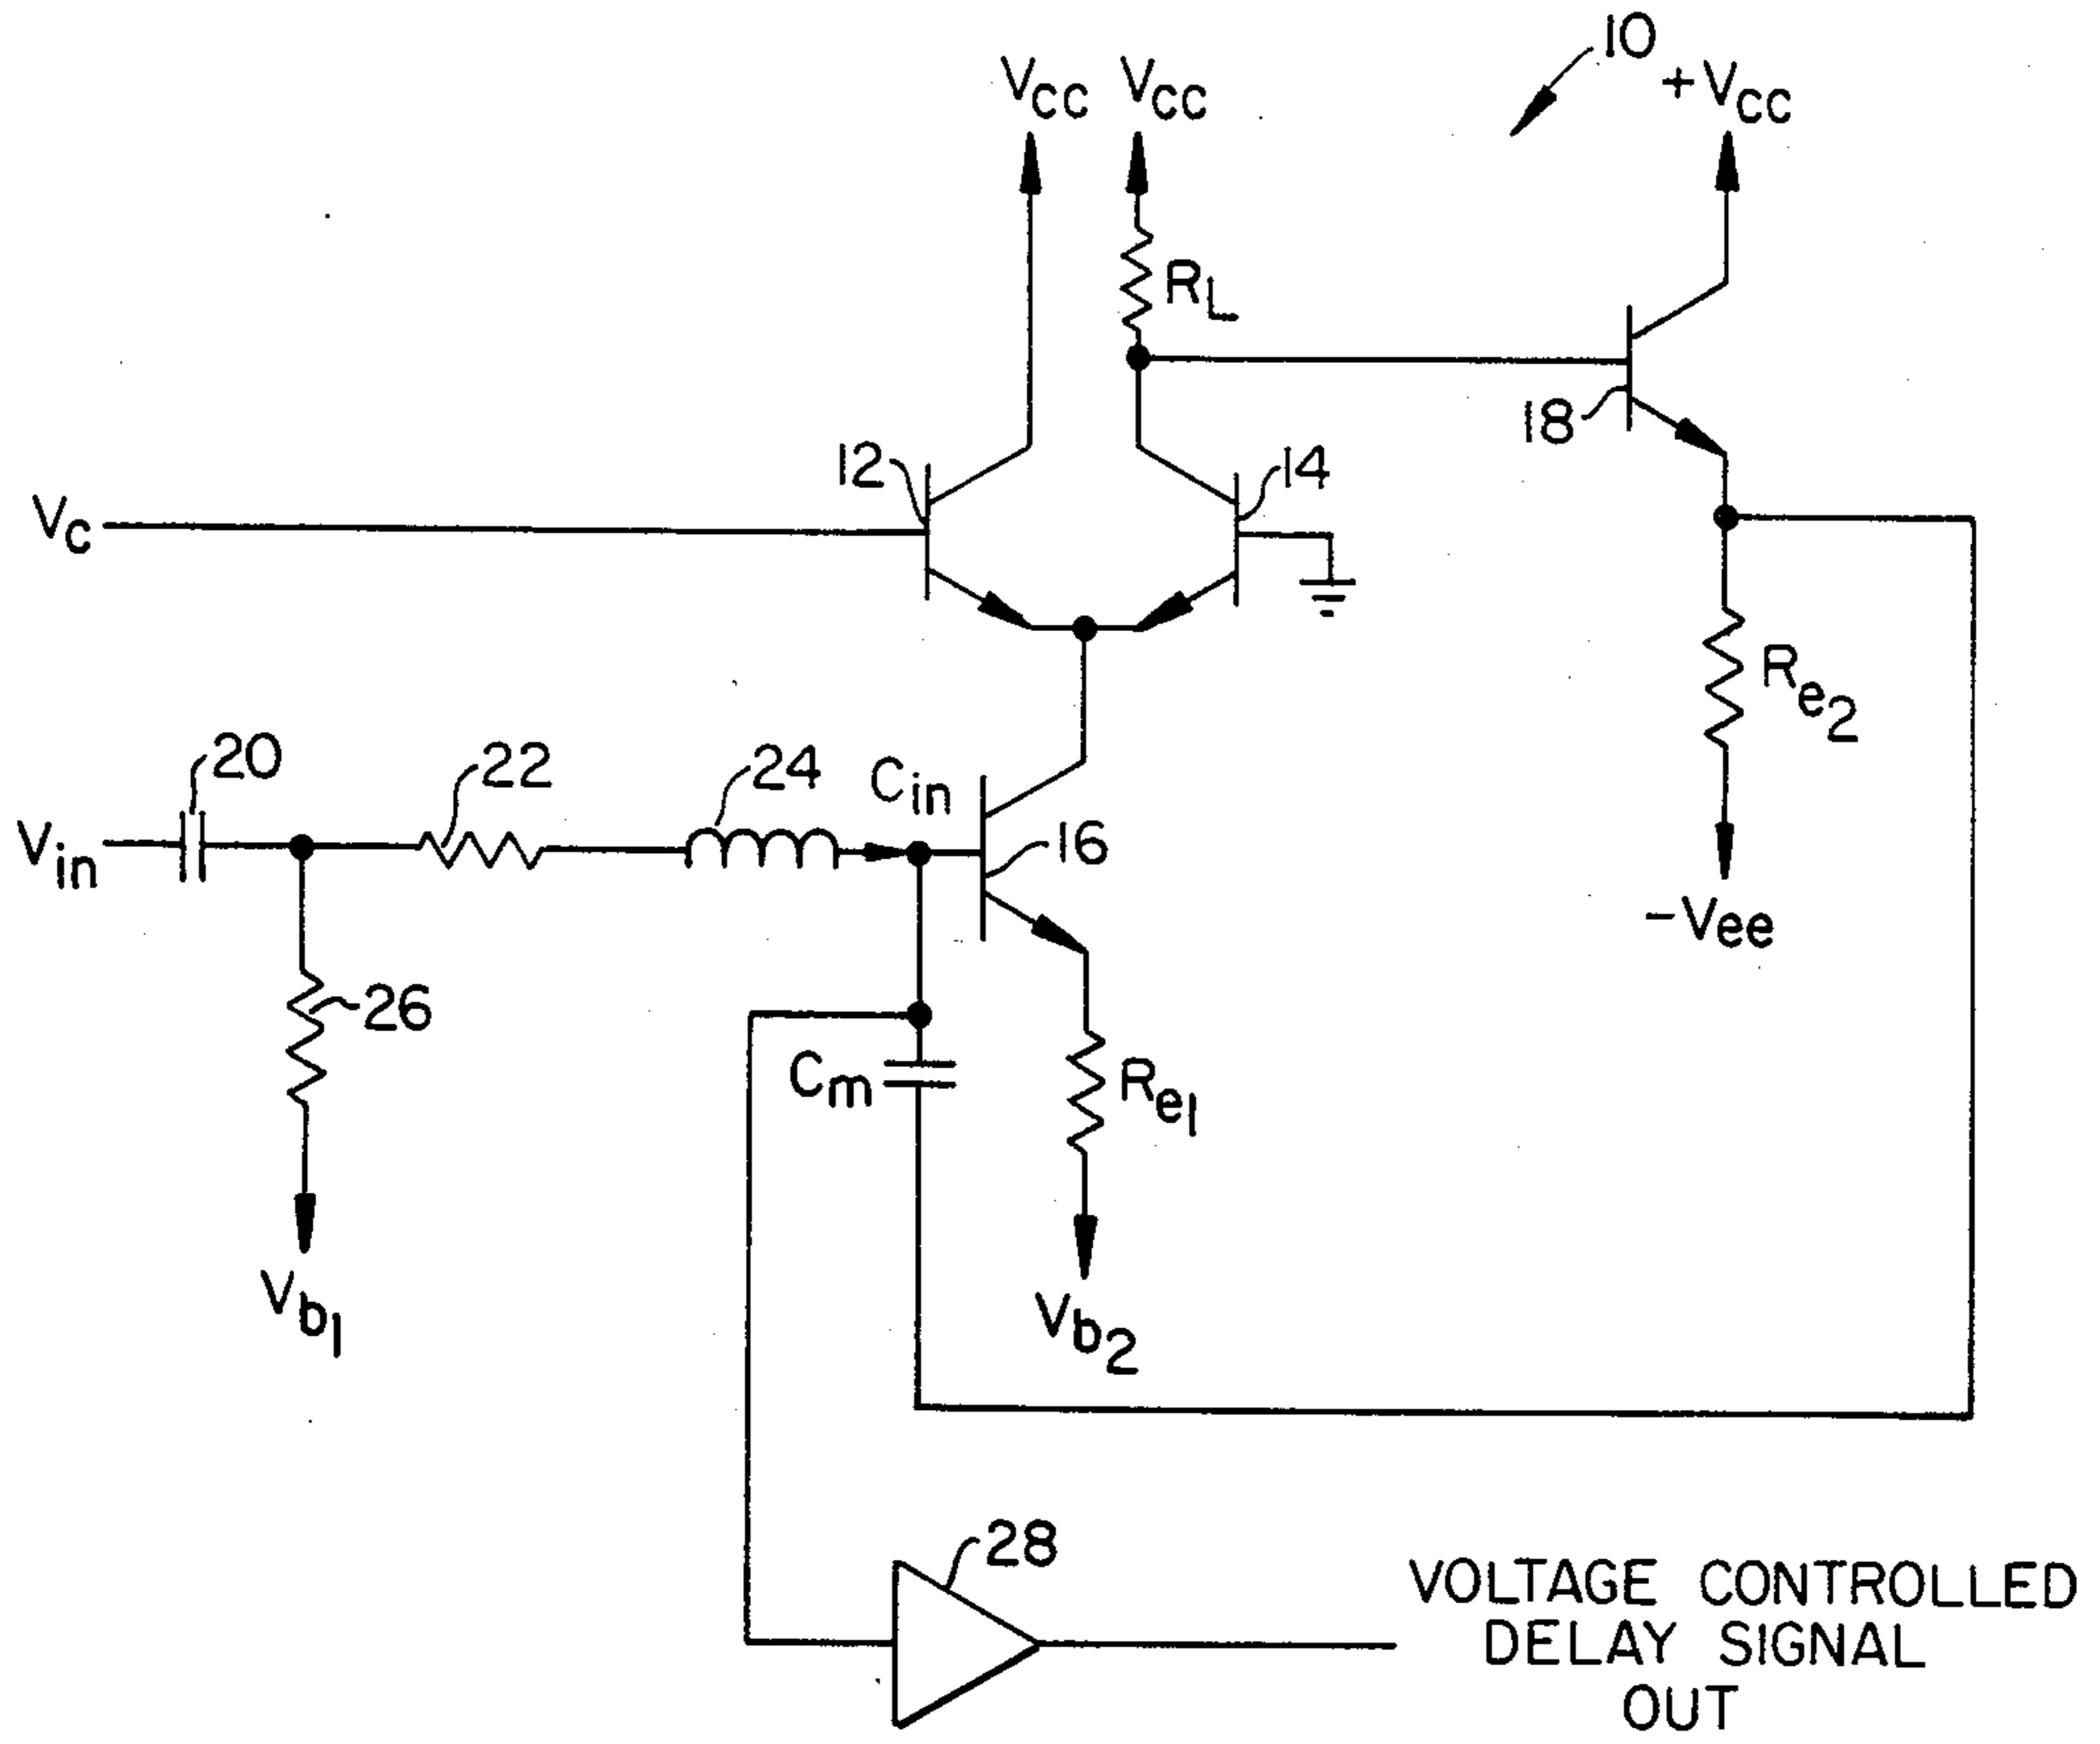 10
Vcc Vcc +Vcc
RL
18
12 14
Vc
Re2
20 22 24 Cin
16
Vin
-Vee
26
Cm Re1
Vb1 Vb2
28
VOLTAGE CONTROLLED
DELAY SIGNAL
OUT